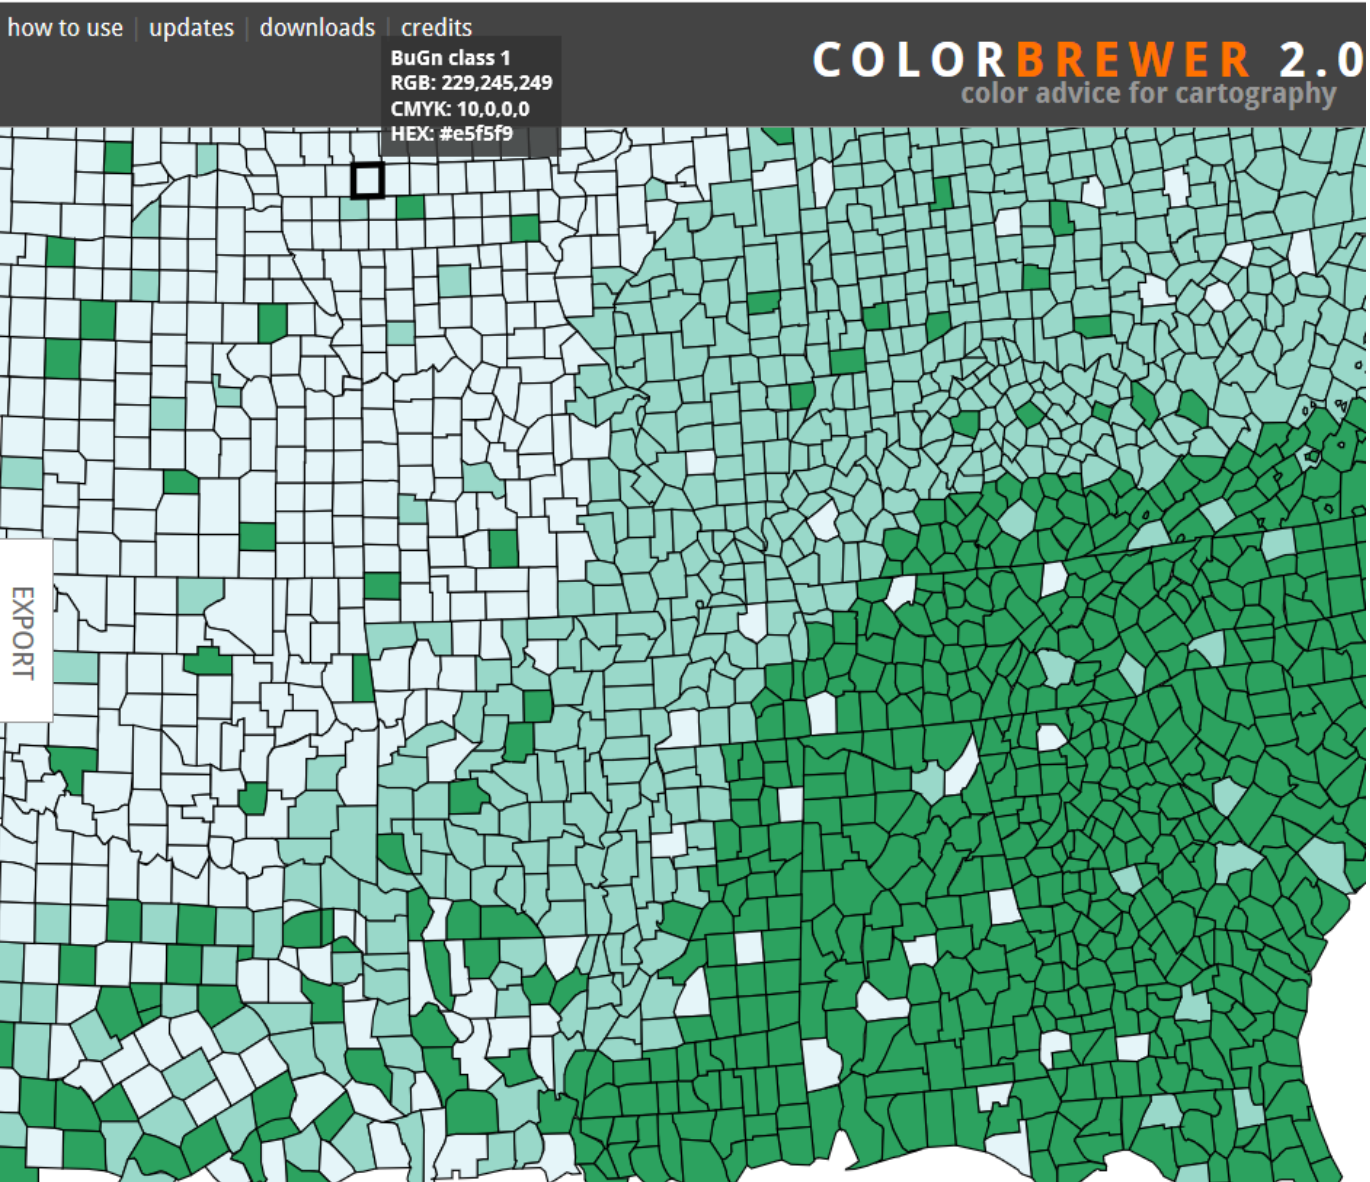 how to use updates downloads credits
BuGn class 1
RGB: 229,245,249
CMYK: 10,0,0,0
HEX: #e5f5f9
COLORBREWER 2.0
color advice for cartography
EXPORT